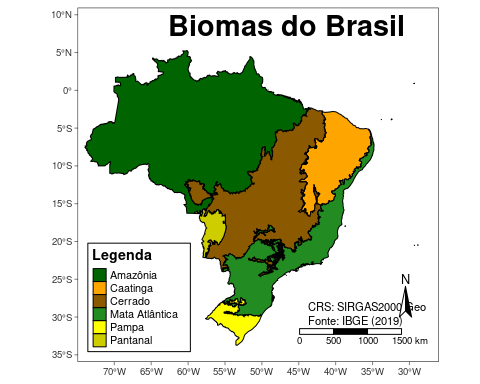 Biomas do Brasil
10°N
5°N
0°
5°S
10°S
15°S
20°S
25°S
30°S
35°S
Legenda
Amazônia
Caatinga
Cerrado
Mata Atlântica
Pampa
Pantanal
N
CRS: SIRGAS2000 Geo
Fonte: IBGE (2019)
0 500 1000 1500 km
70°W 65°W 60°W 55°W 50°W 45°W 40°W 35°W 30°W